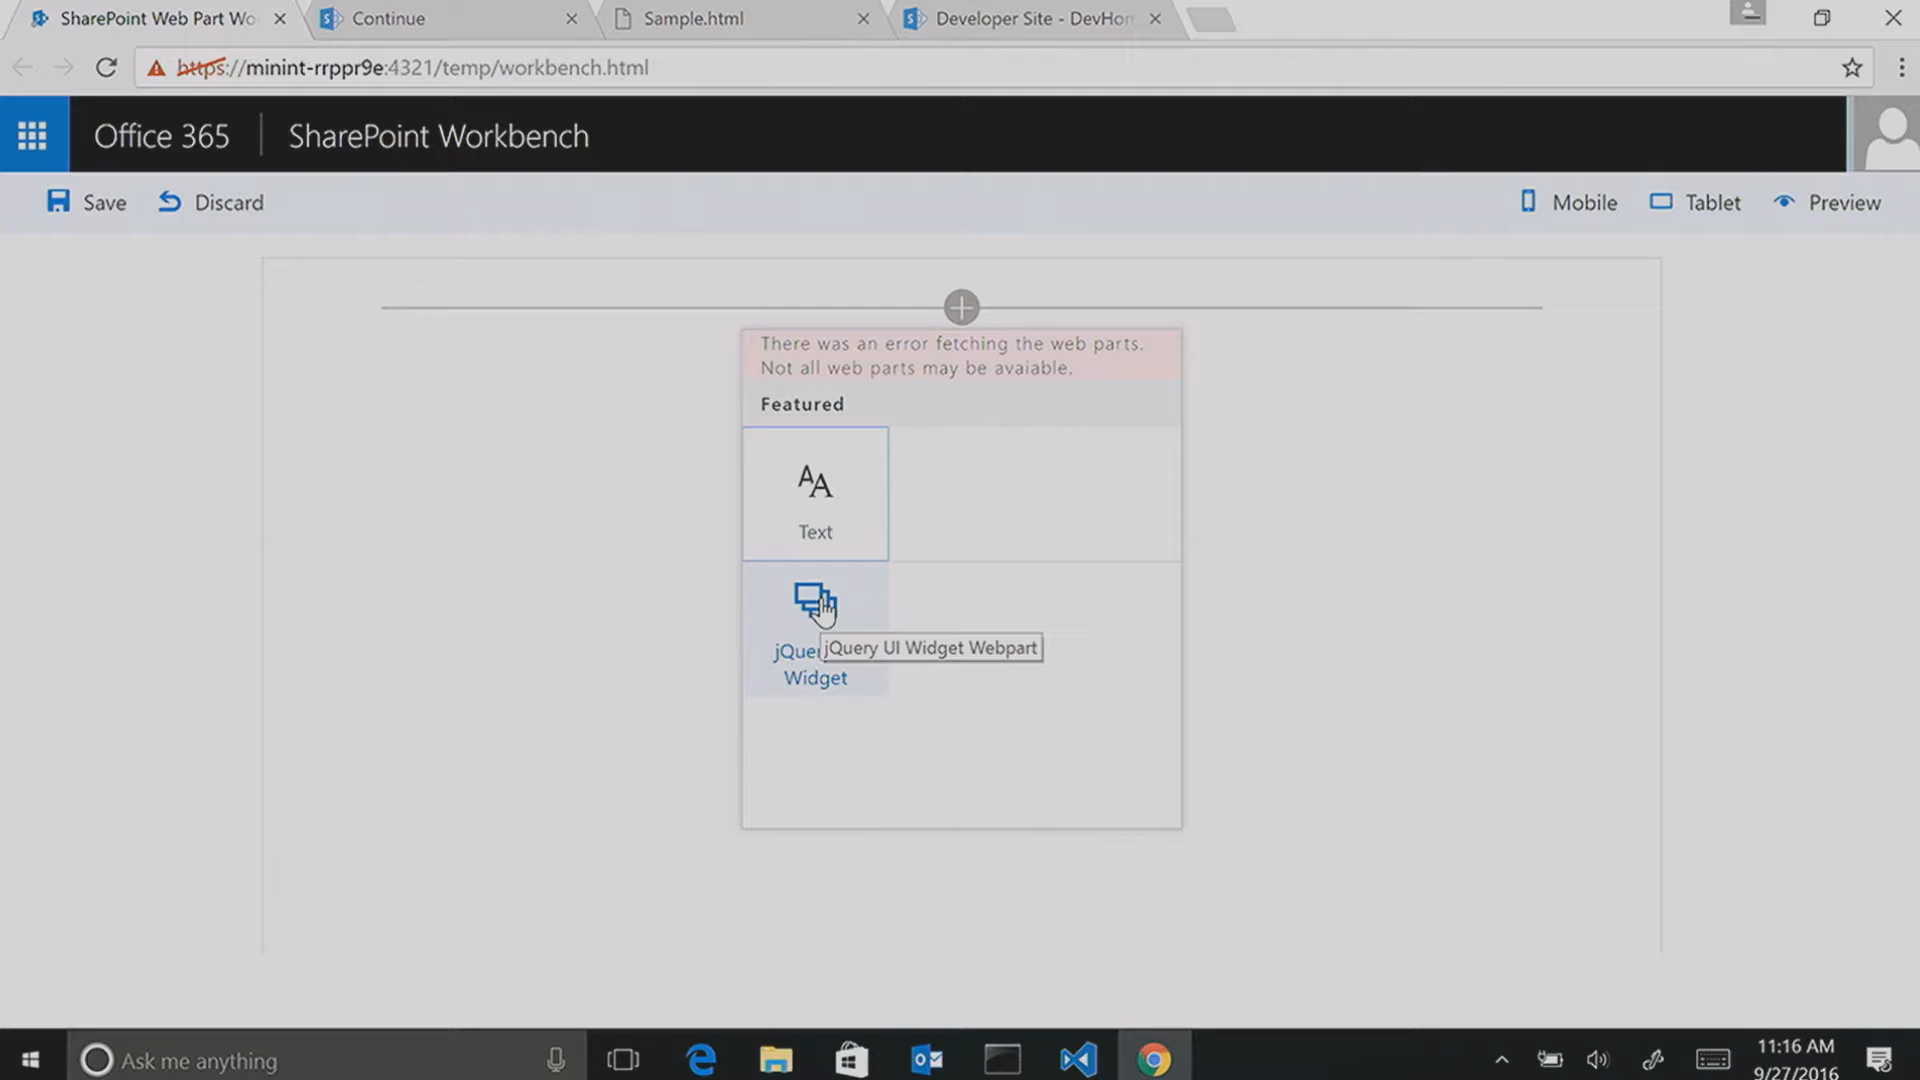 SharePoint Web Part Wo
Continue
Sample.html
Developer Site - DevHom
https://minint-rrppr9e:4321/temp/workbench.html
Office 365
SharePoint Workbench
Save
Discard
Mobile
Tablet
Preview
There was an error fetching the web parts.
Not all web parts may be avaiable.
Featured
AA
Text
jQuer
jQuery UI Widget Webpart
Widget
Ask me anything
11:16 AM
9/27/2016